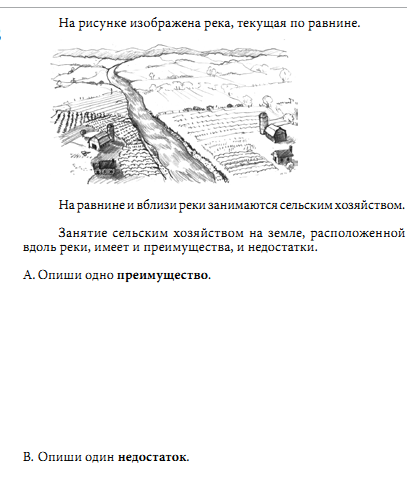 На рисунке изображена река, текущая по равнине.
На равнине и вблизи реки занимаются сельским хозяйством.
Занятие сельским хозяйством на земле, расположенной
вдоль реки, имеет и преимущества, и недостатки.
А. Опиши одно преимущество.
В. Опиши один недостаток.